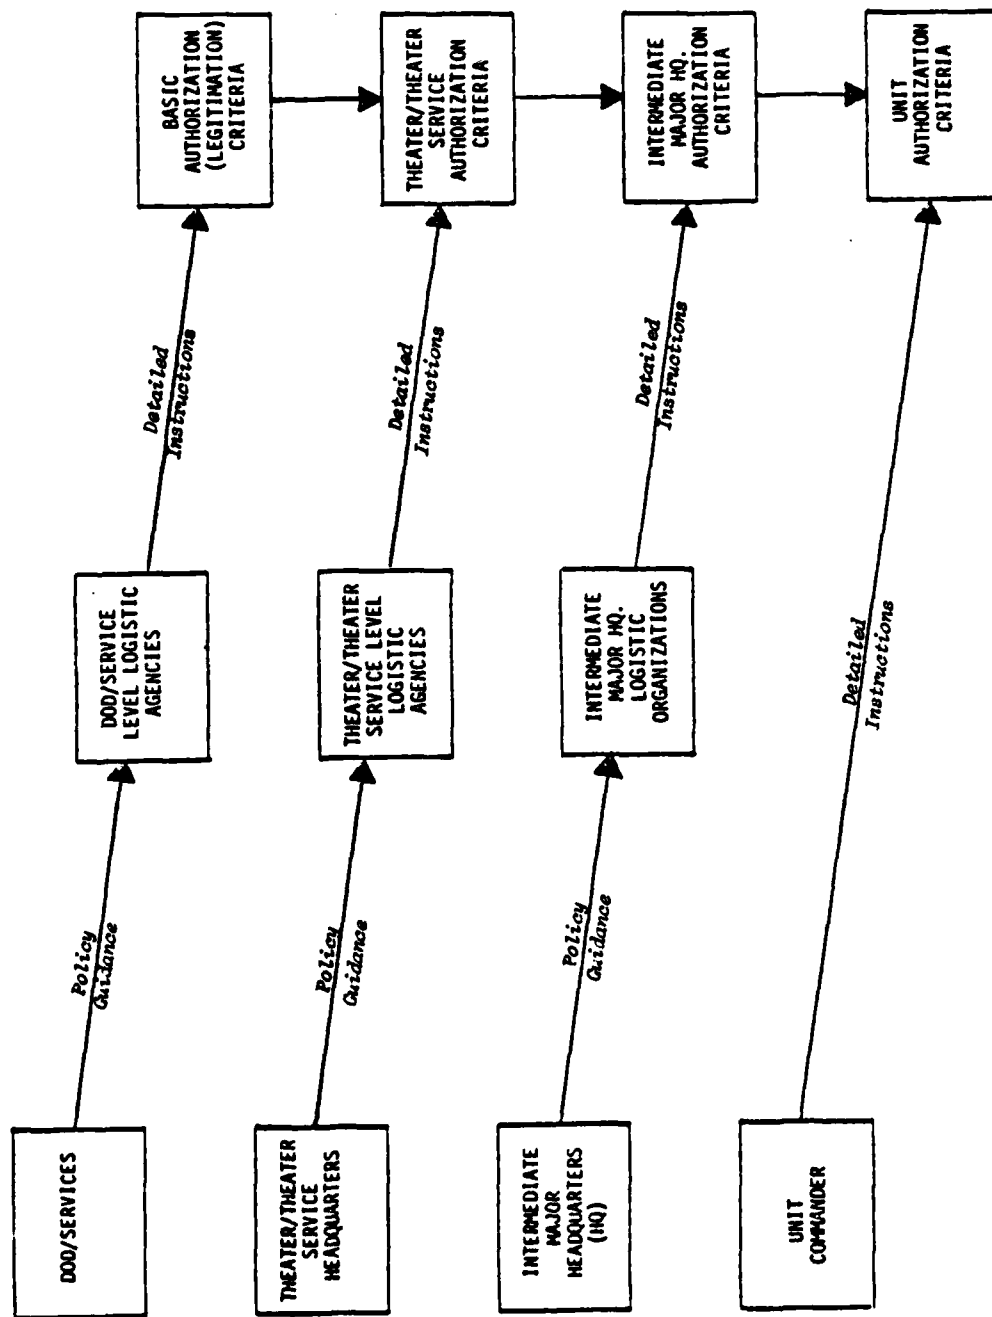 DOD/SERVICES
Policy
Guidance
DOD/SERVICE
LEVEL LOGISTIC
AGENCIES
Detailed
Instructions
BASIC
AUTHORIZATION
(LEGITIMATION)
CRITERIA
THEATER/THEATER
SERVICE
HEADQUARTERS
Policy
Guidance
THEATER/THEATER
SERVICE LEVEL
LOGISTIC
AGENCIES
Detailed
Instructions
THEATER/THEATER
SERVICE
AUTHORIZATION
CRITERIA
INTERMEDIATE
MAJOR
HEADQUARTERS
(HQ)
Policy
Guidance
INTERMEDIATE
MAJOR HQ.
LOGISTIC
ORGANIZATIONS
Detailed
Instructions
INTERMEDIATE
MAJOR HQ.
AUTHORIZATION
CRITERIA
UNIT
COMMANDER
Detailed
Instructions
UNIT
AUTHORIZATION
CRITERIA